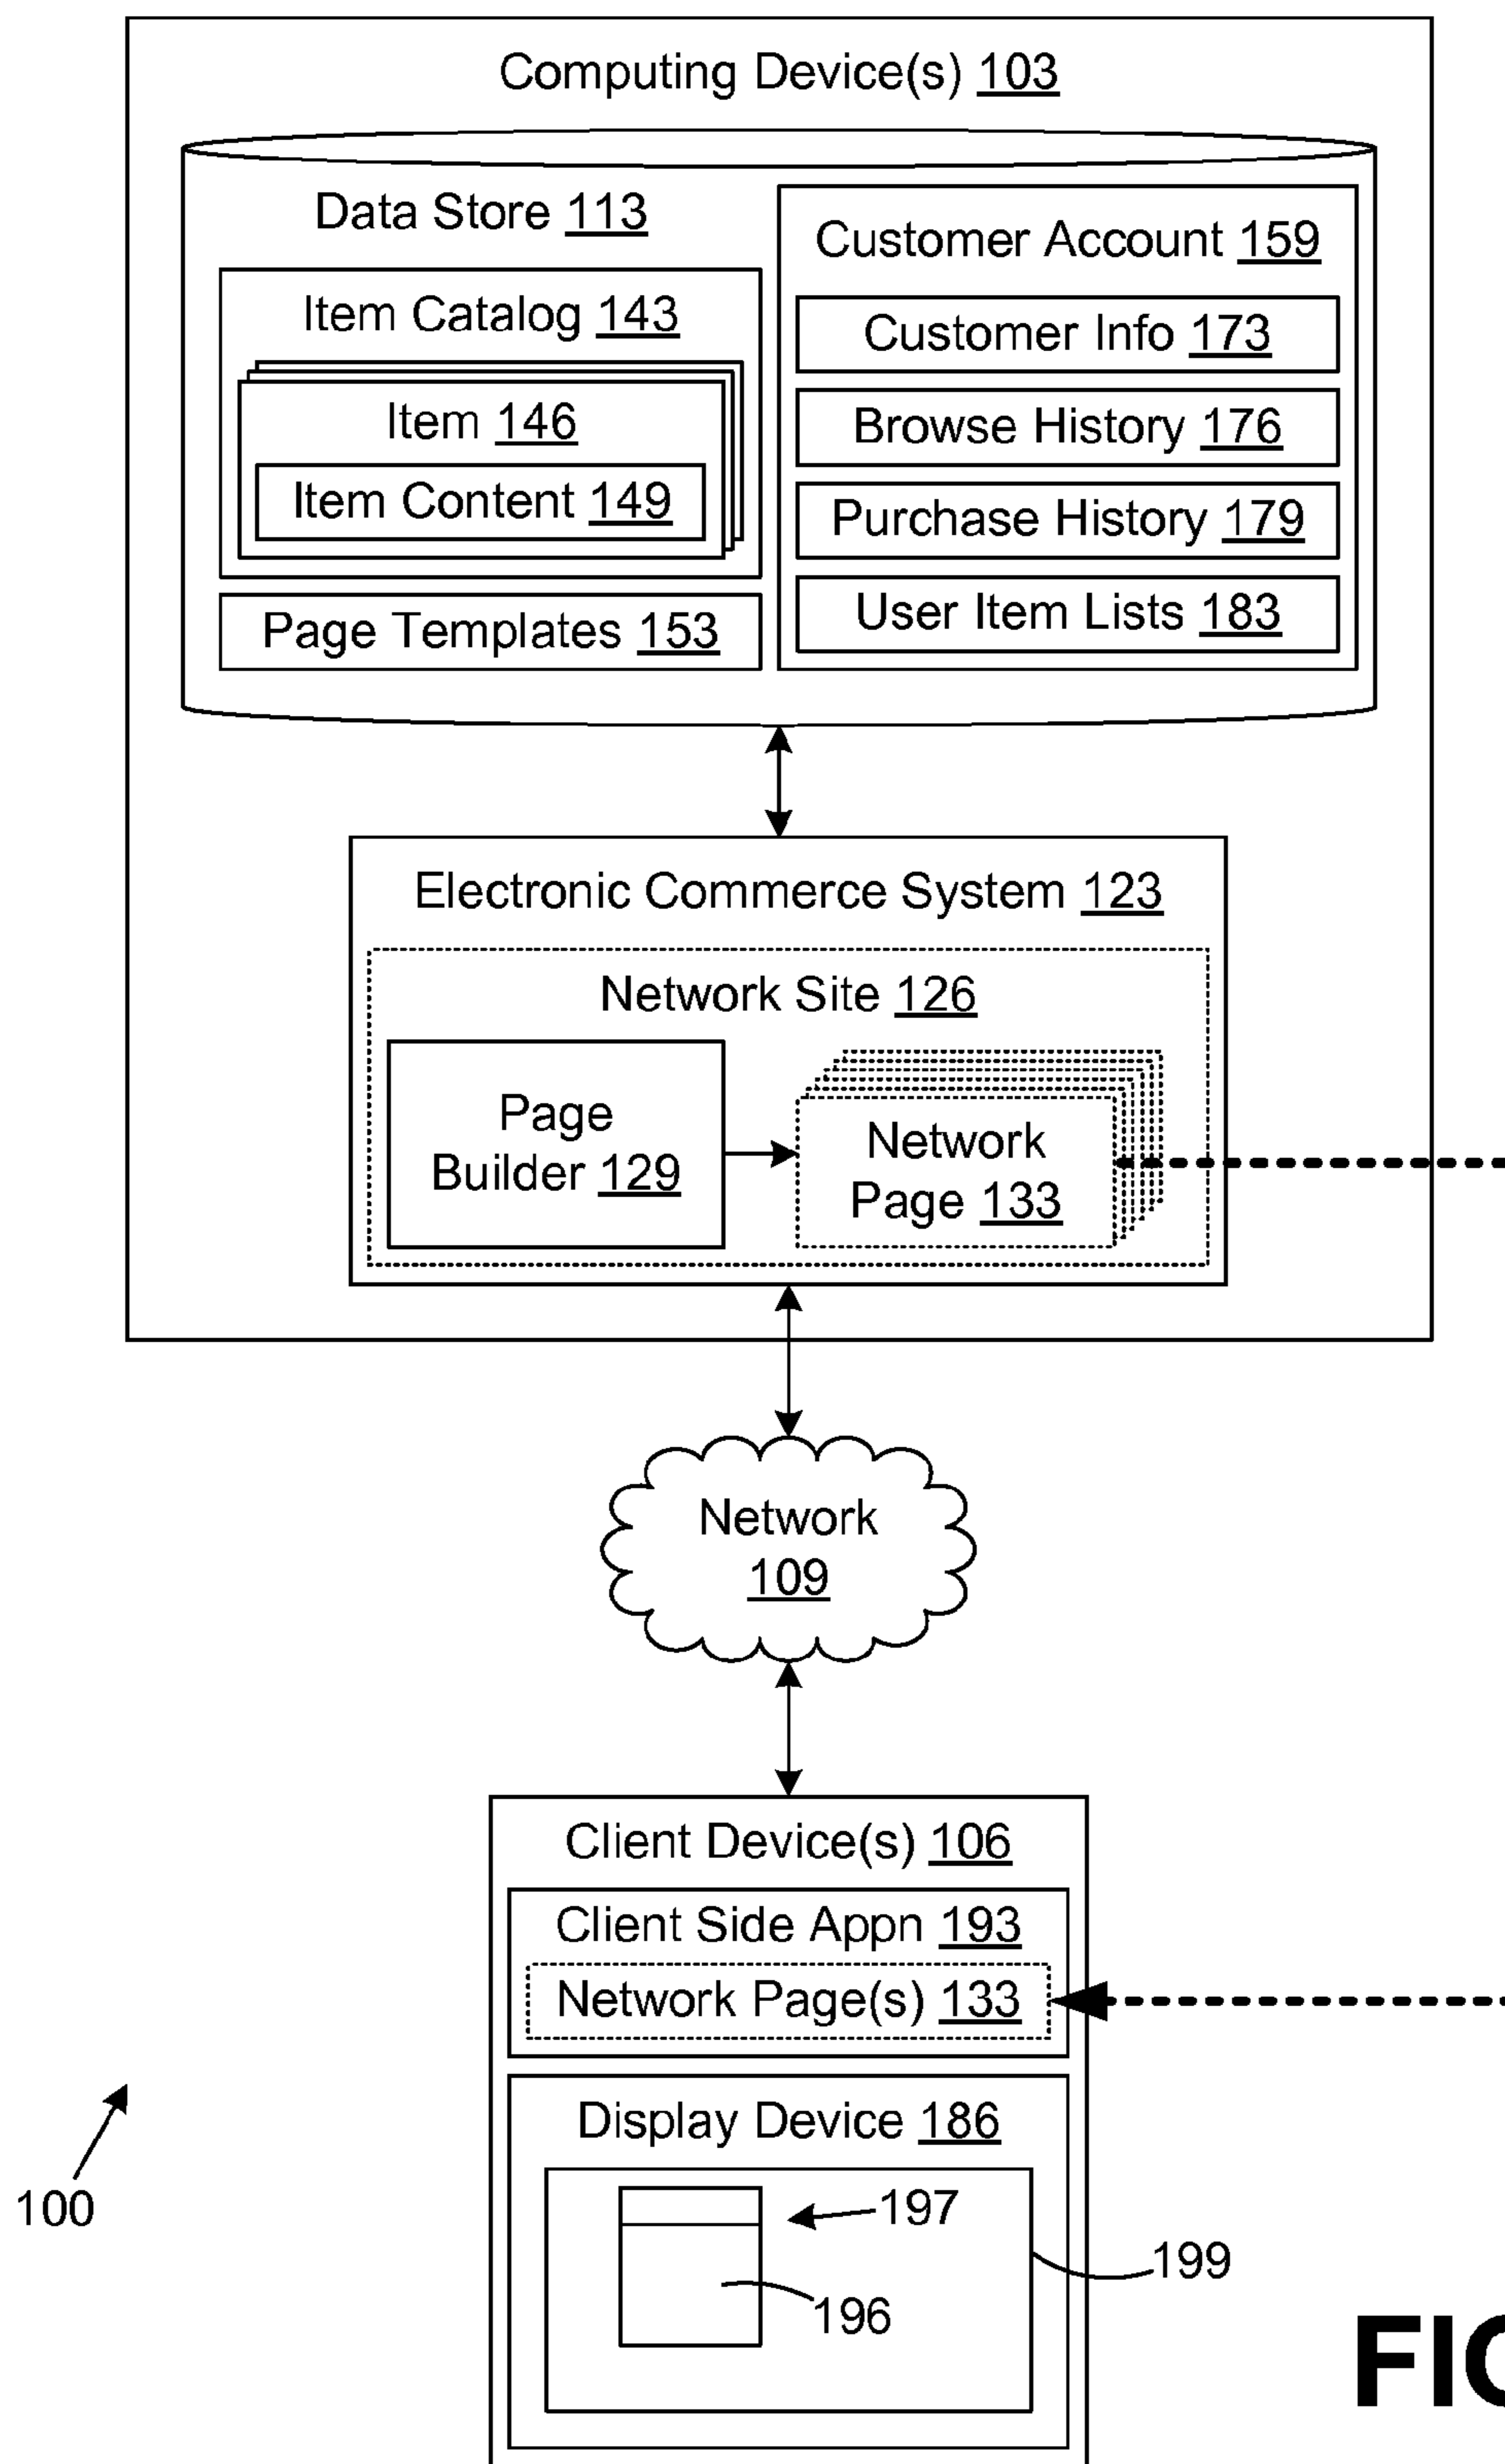 Computing Device(s) 103
Data Store 113
Item Catalog 143
Item 146
Item Content 149
Page Templates 153
Customer Account 159
Customer Info 173
Browse History 176
Purchase History 179
User Item Lists 183
Electronic Commerce System 123
Network Site 126
Page
Builder 129
Network
Page 133
Network
109
Client Device(s) 106
Client Side Appn 193
Network Page(s) 133
Display Device 186
197
196
199
100